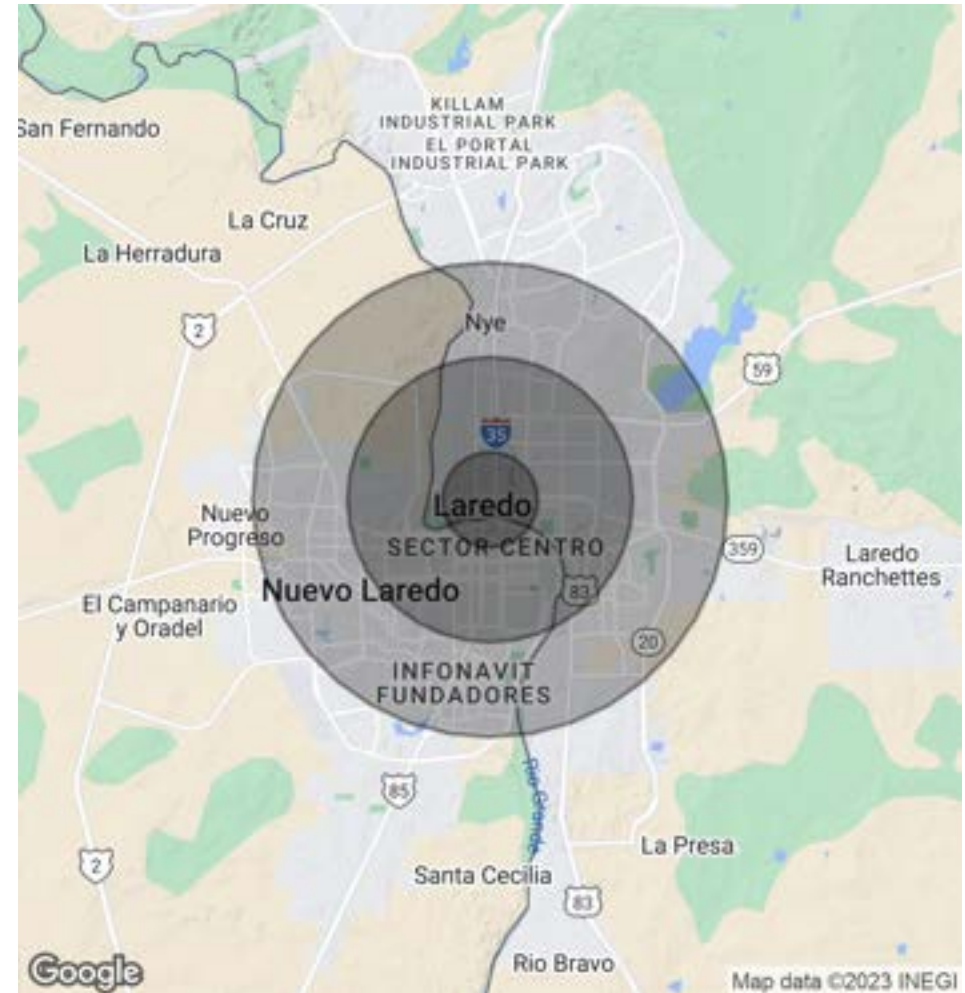 KILLAM
INDUSTRIAL PARK
San Fernando
EL PORTAL
INDUSTRIAL PARK
La Cruz
La Herradura
Nye
2
59
35
Laredo
Nuevo
Progreso
SECTOR CENTRO
359
Laredo
Ranchettes
Nuevo Laredo
83
El Campanario
y Oradel
20
INFONAVIT
FUNDADORES
85
Rio Grande
La Presa
2
Santa Cecilia
83
Rio Bravo
Google
Map data ©2023 INEGI